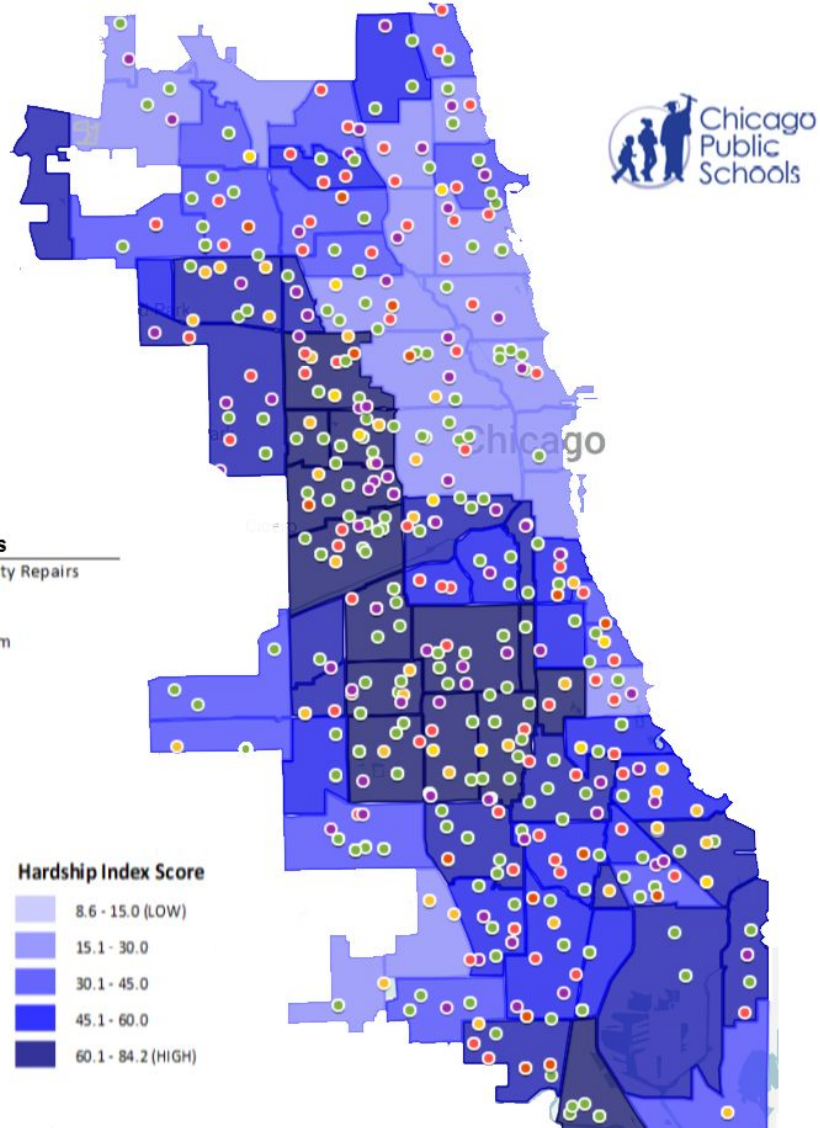 Chicago
Public
Schools
Chicago
s
ty Repairs
m
Hardship Index Score
8.6 - 15.0 (LOW)
15.1 - 30.0
30.1 - 45.0
45.1 - 60.0
60.1 - 84.2 (HIGH)